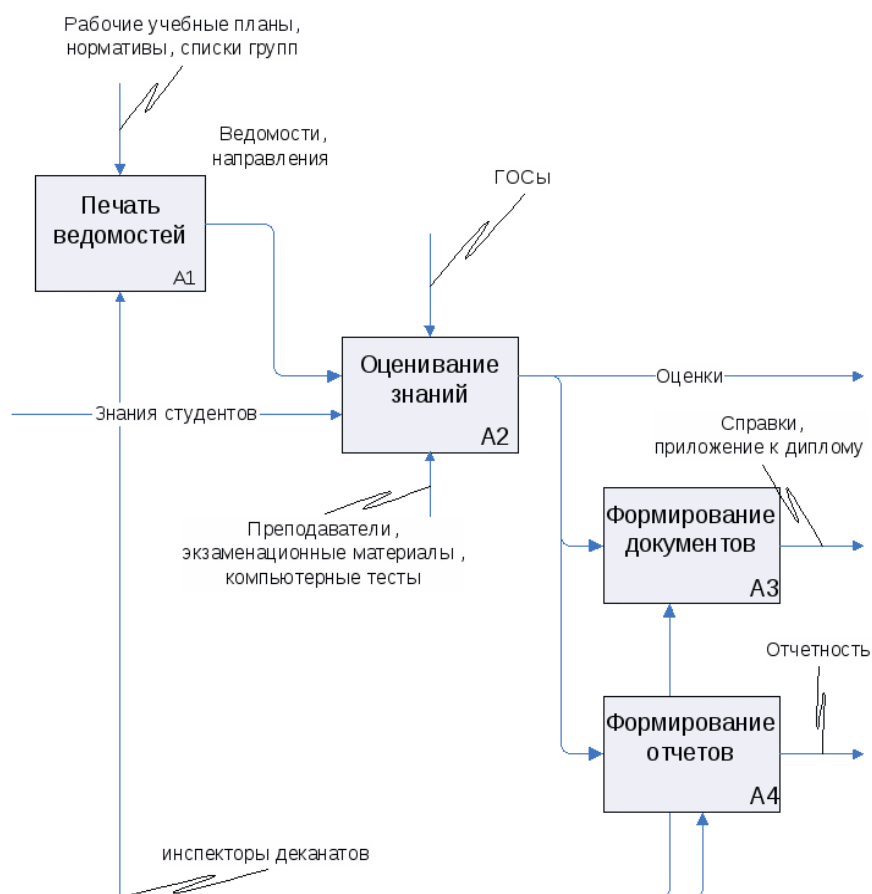 Рабочие учебные планы,
нормативы, списки групп
Ведомости,
направления
ГОСы
Печать
ведомостей
A1
Оценивание
знаний
A2
Оценки
Знания студентов
Справки,
приложение к диплому
Преподаватели,
экзаменационные материалы ,
компьютерные тесты
Формирование
документов
A3
Отчетность
Формирование
отчетов
A4
инспекторы деканатов